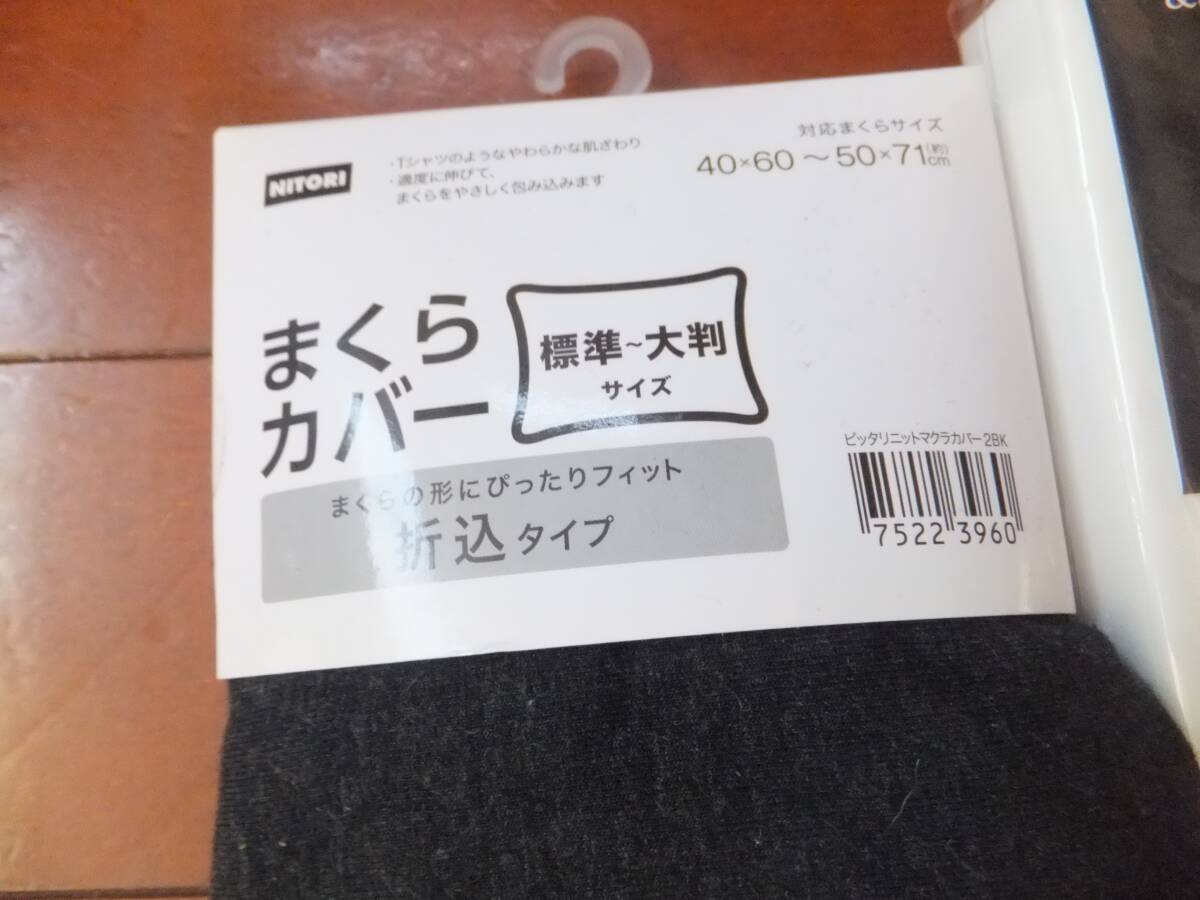 NITORI
・Tシャツのようなやわらかな肌ざわり
・適度に伸びて、
まくらをやさしく包み込みます
対応まくらサイズ
40×60～50×71(約)cm
まくら
カバー
標準～大判
サイズ
まくらの形にぴったりフィット
折込タイプ
ピッタリニットマクラカバー2BK
7522 3960